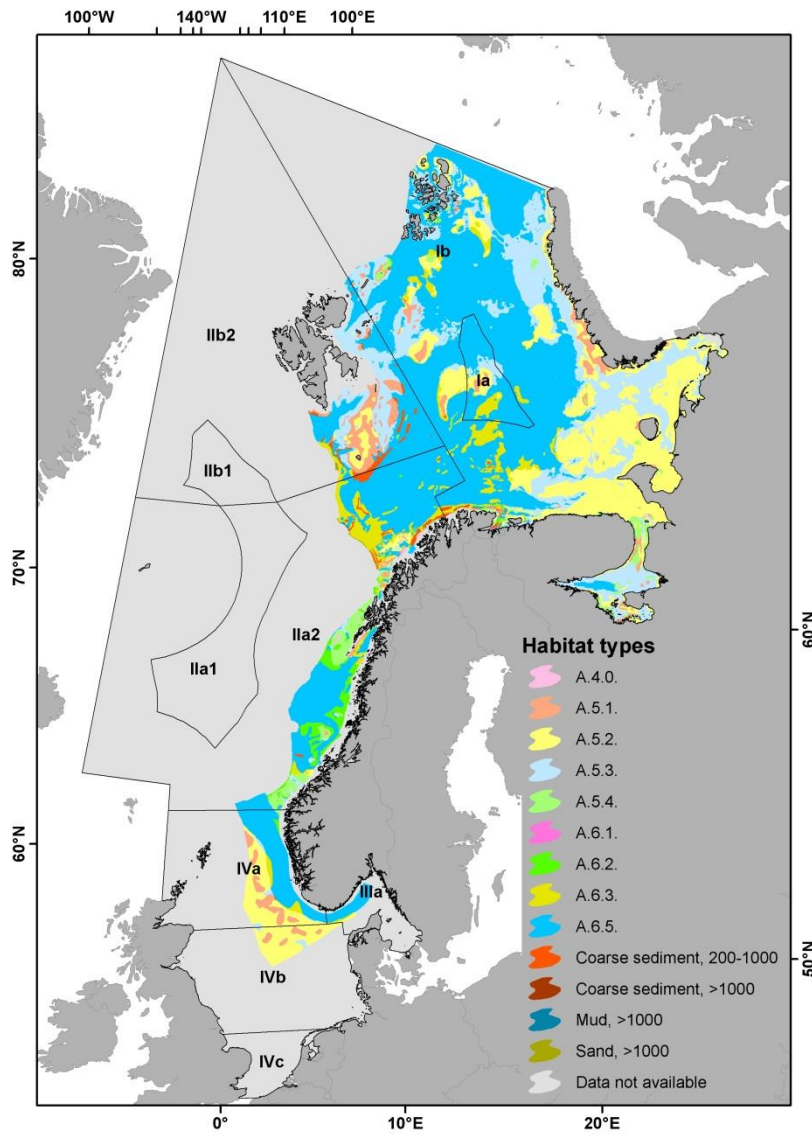 100°W 140°W 110°E 100°E
80°N
Ib
IIb2
Ia
IIb1
70°N
60°N
IIa2
IIa1
Habitat types
A.4.0.
A.5.1.
A.5.2.
A.5.3.
A.5.4.
A.6.1.
A.6.2.
A.6.3.
A.6.5.
Coarse sediment, 200-1000
Coarse sediment, >1000
Mud, >1000
Sand, >1000
Data not available
60°N
IVa
IIIa
IVb
50°N
IVc
0° 10°E 20°E